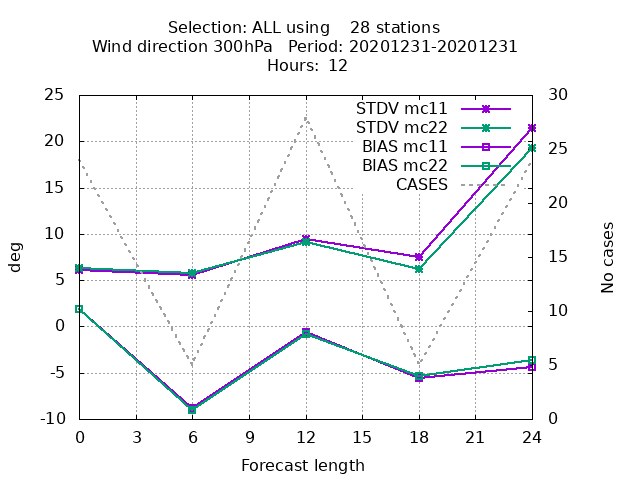 Selection: ALL using    28 stations
Wind direction 300hPa   Period: 20201231-20201231
Hours: 12
25
20
15
10
5
0
-5
-10
30
25
20
15
10
5
0
STDV mc11
STDV mc22
BIAS mc11
BIAS mc22
CASES
deg
No cases
0 3 6 9 12 15 18 21 24
Forecast length